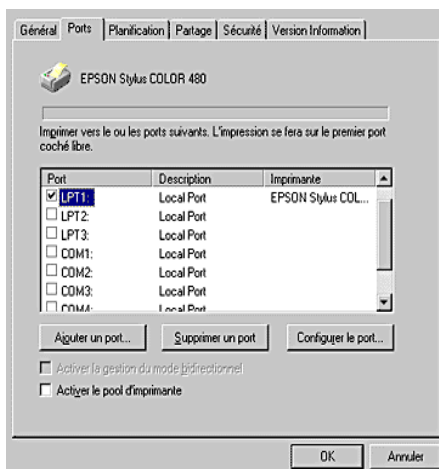 Général Ports Planification Partage Sécurité Version Information
EPSON Stylus COLOR 480
Imprimer vers le ou les ports suivants. L'impression se fera sur le premier port
coché libre.
Port Description Imprimante
LPT1: Local Port EPSON Stylus COL...
LPT2: Local Port
LPT3: Local Port
COM1: Local Port
COM2: Local Port
COM3: Local Port
COM4: Local Port
Ajouter un port... Supprimer un port Configurer le port...
Activer la gestion du mode bidirectionnel
Activer le pool d'imprimante
OK Annuler